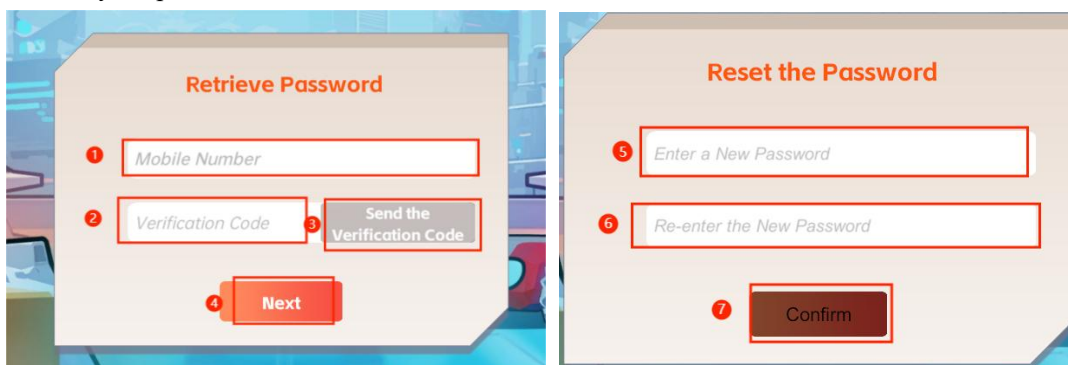 Retrieve Password
1 Mobile Number
2 Verification Code
3 Send the
Verification Code
4 Next
Reset the Password
5 Enter a New Password
6 Re-enter the New Password
7 Confirm